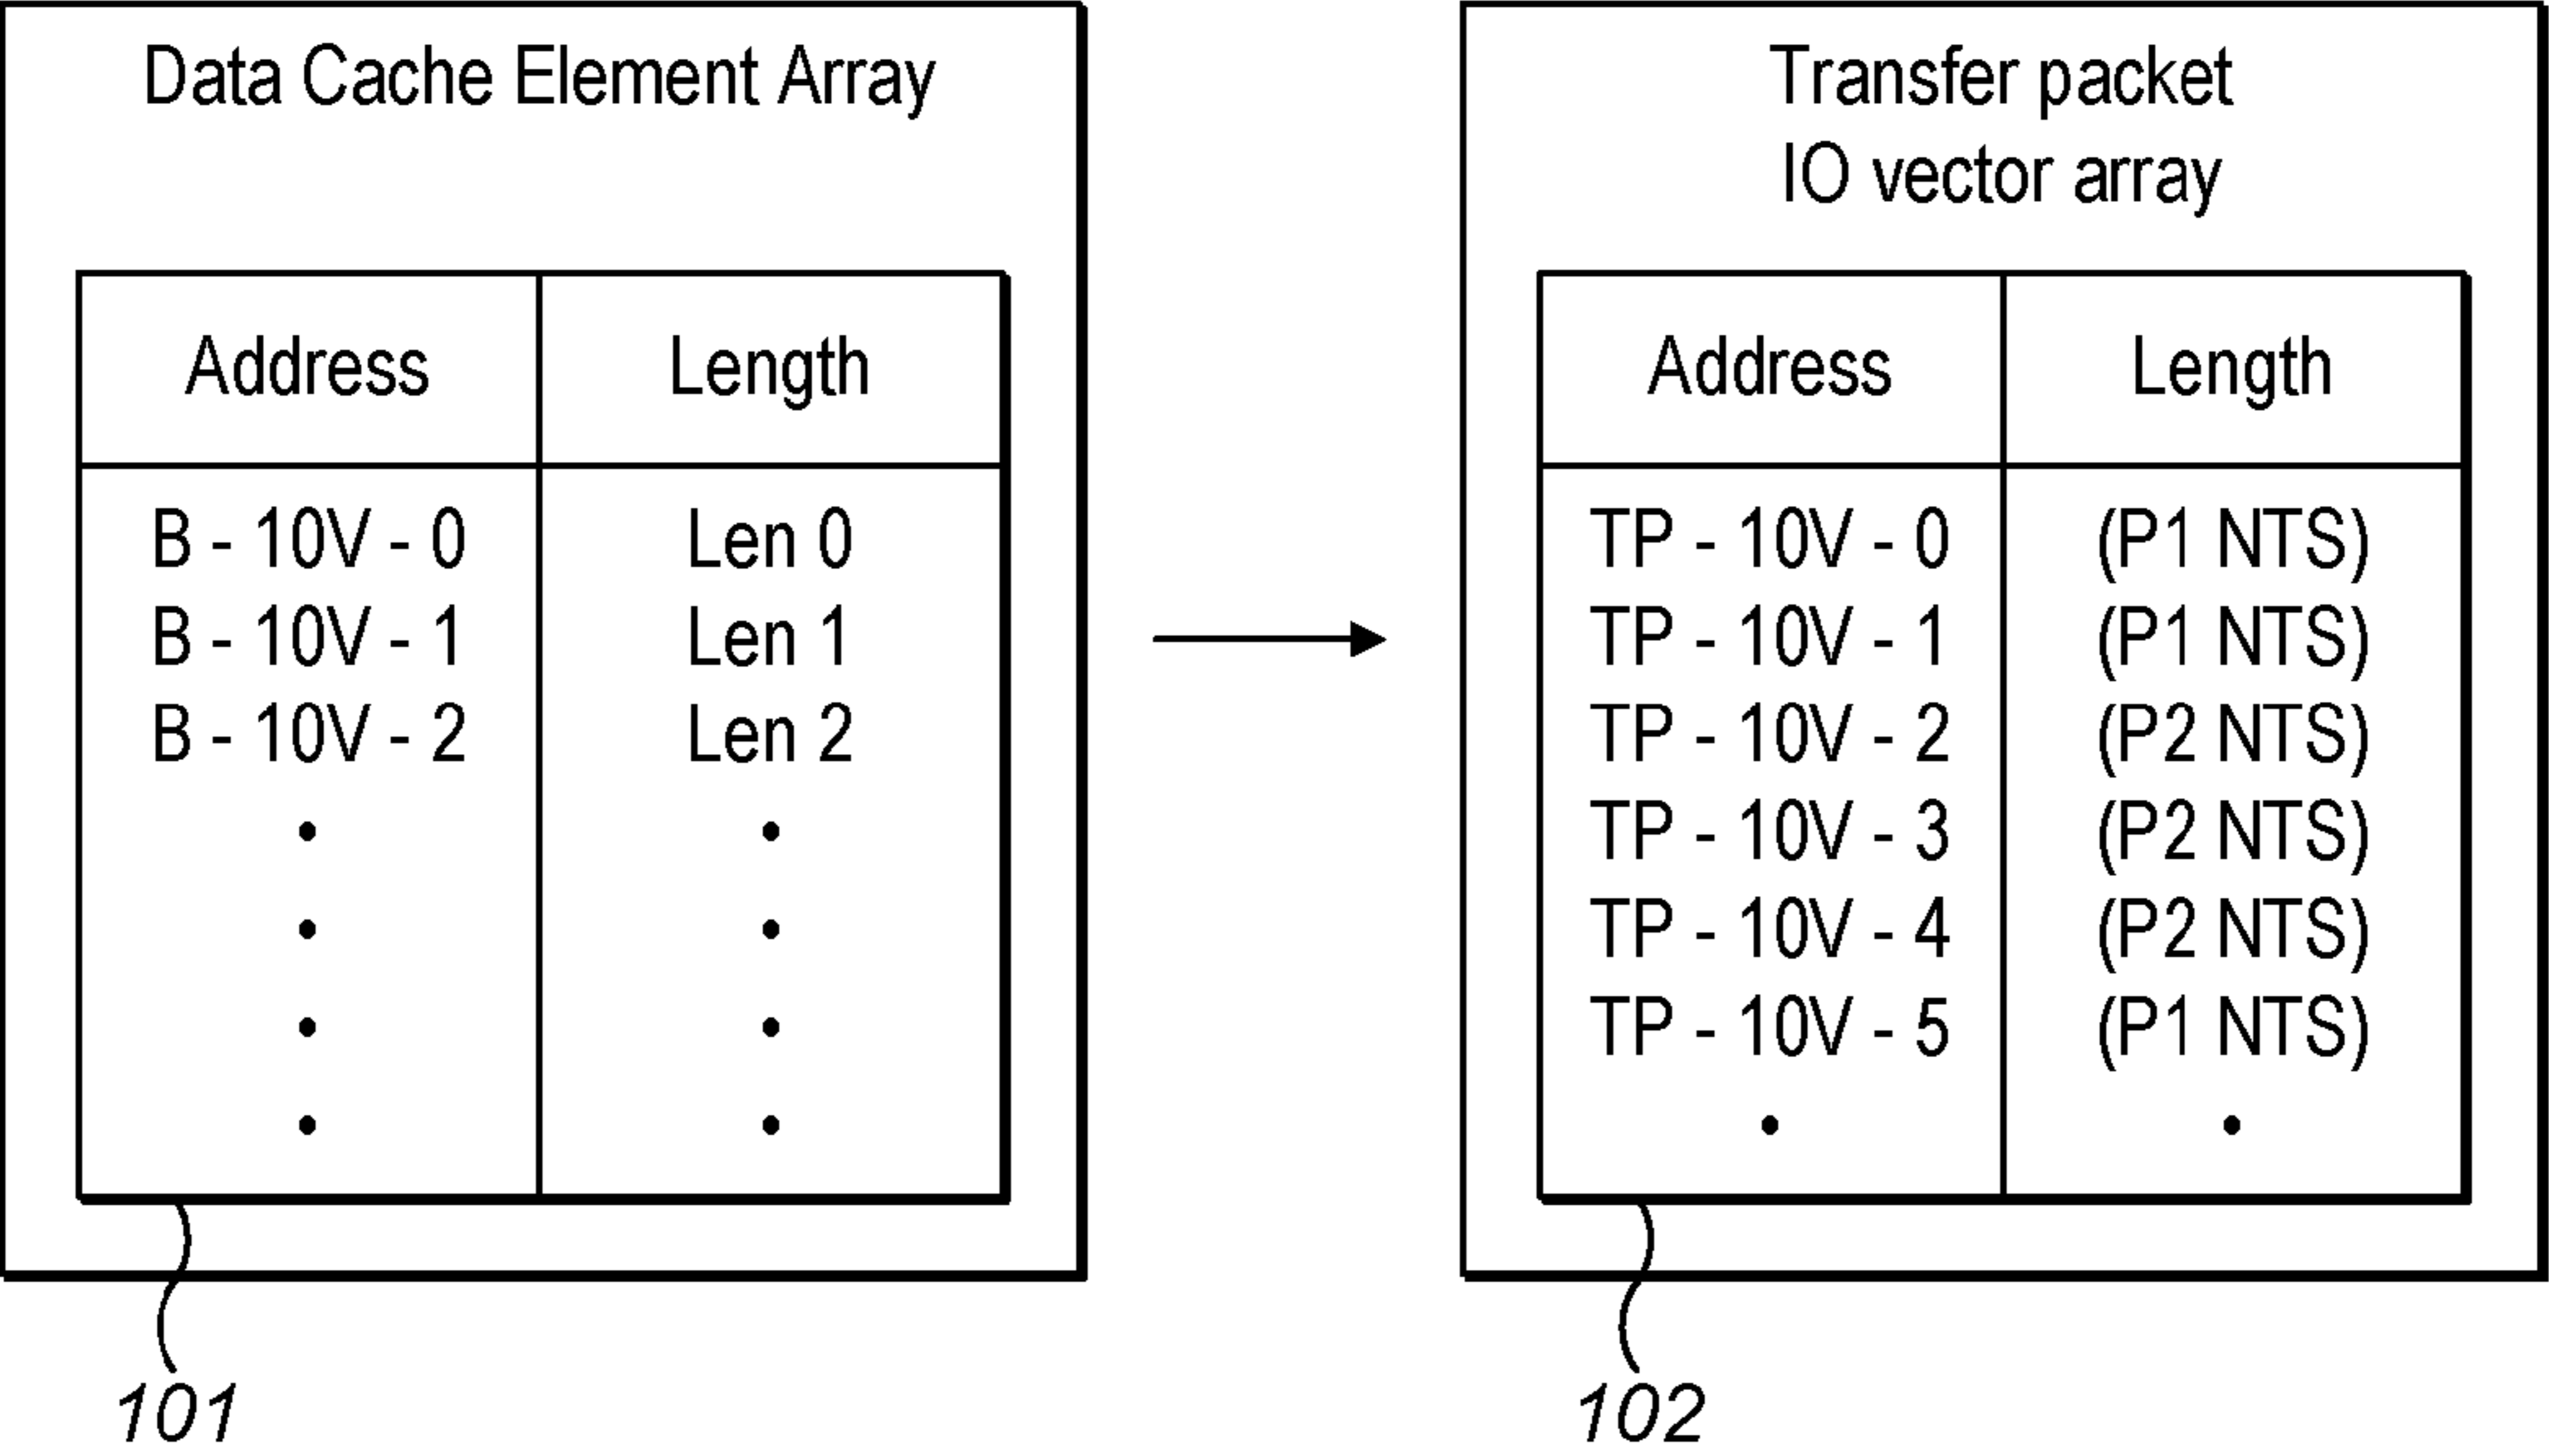 Data Cache Element Array
Address Length
B - 10V - 0 Len 0
B - 10V - 1 Len 1
B - 10V - 2 Len 2
101
Transfer packet
IO vector array
Address Length
TP - 10V - 0 (P1 NTS)
TP - 10V - 1 (P1 NTS)
TP - 10V - 2 (P2 NTS)
TP - 10V - 3 (P2 NTS)
TP - 10V - 4 (P2 NTS)
TP - 10V - 5 (P1 NTS)
102